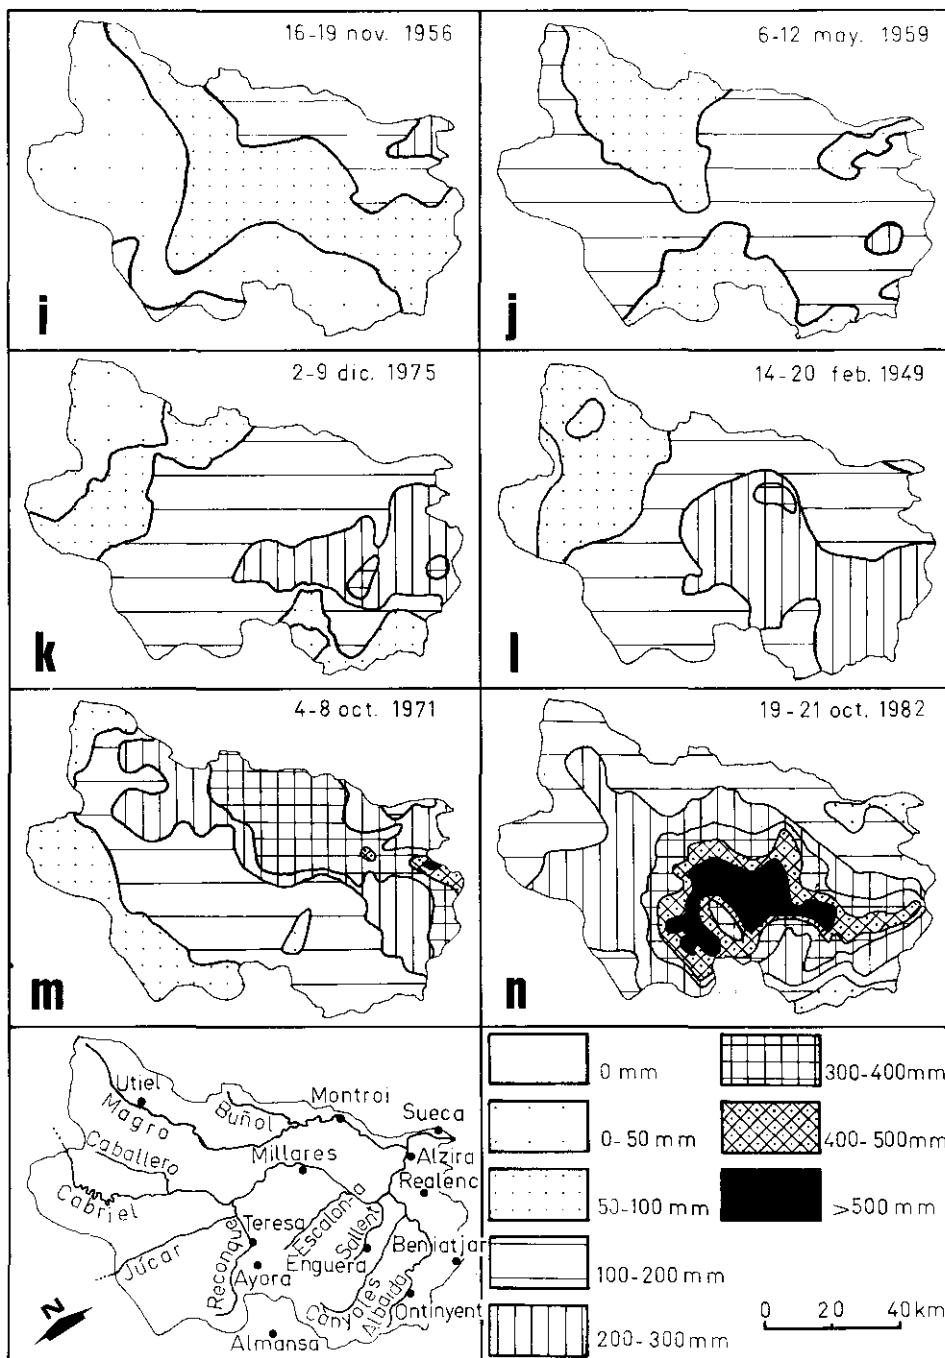 16-19 nov. 1956
i
6-12 may. 1959
j
2-9 dic. 1975
k
14-20 feb. 1949
l
4-8 oct. 1971
m
19-21 oct. 1982
n
Utiel
Magro
Buñol
Montroi
Sueca
Caballero
Millares
Alzira
Realenc
Cabriel
Teresa
Escalona
Sallent
Júcar
Reconque
Enguera
Beniatjar
Ayora
Canyoles
Albaida
Ontinyent
Almansa
N
0 mm
0-50 mm
50-100 mm
100-200 mm
200-300 mm
300-400mm
400-500mm
>500 mm
0 20 40km